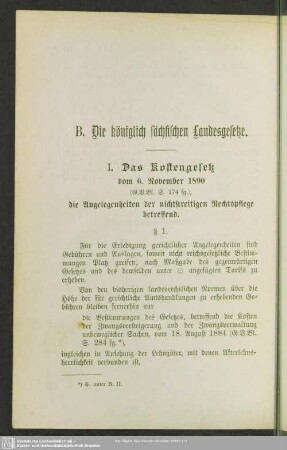 B. Die königlich sächsischen Landesgesetze.
I. Das Kostengesetz
vom 6. November 1890
(G.V.Bl. S. 174 fg.),
die Angelegenheiten der nichtstreitigen Rechtspflege
betreffend.
§ 1.
Für die Erledigung gerichtlicher Angelegenheiten sind
Gebühren und Auslagen, soweit nicht reichsgesetzliche Bestim-
mungen Platz greifen, nach Maßgabe des gegenwärtigen
Gesetzes und des demselben unter ⊙ angefügten Tarifs zu
erheben.
Von den bisherigen landesrechtlichen Normen über die
Höhe der für gerichtliche Amtshandlungen zu erhebenden Ge-
bühren bleiben fernerhin nur
die Bestimmungen des Gesetzes, betreffend die Kosten
der Zwangsversteigerung und der Zwangsverwaltung
unbeweglicher Sachen, vom 18. August 1884 (G.V.Bl.
S. 284 fg.*),
ingleichen in Ansehung der Lehngüter, mit denen Afterlehns-
herrlichkeit verbunden ist,
*) S. unter B. II.